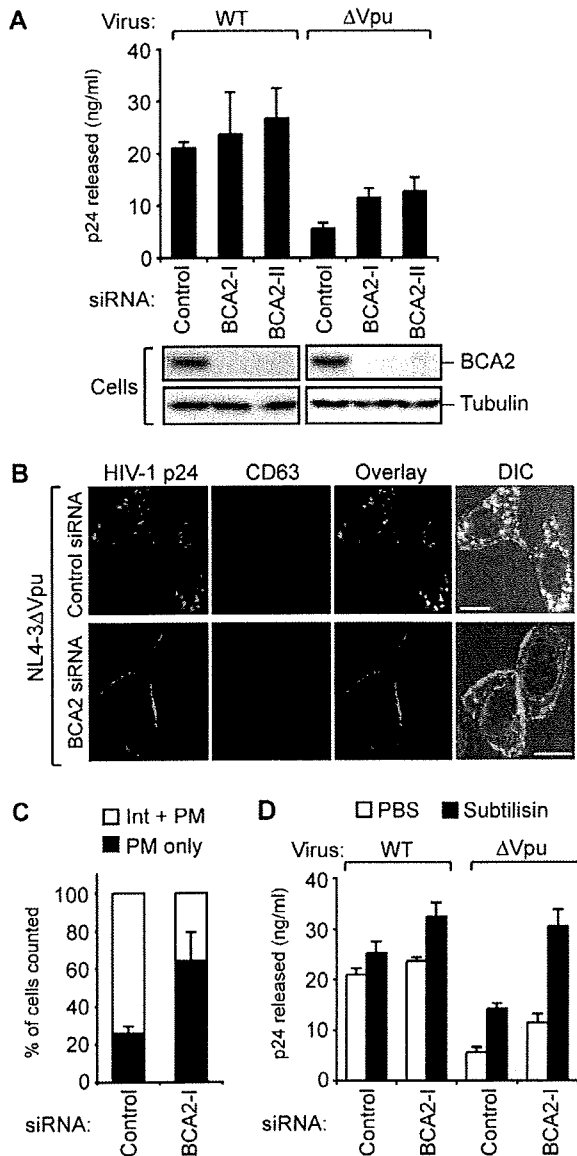 A
Virus: WT ΔVpu
p24 released (ng/ml)
40
30
20
10
0
siRNA: Control BCA2-I BCA2-II Control BCA2-I BCA2-II
Cells
BCA2
Tubulin
B
HIV-1 p24 CD63 Overlay DIC
NL4-3ΔVpu
Control siRNA
BCA2 siRNA
C
Int + PM
PM only
% of cells counted
100
80
60
40
20
0
siRNA: Control BCA2-I
D
PBS Subtilisin
Virus: WT ΔVpu
p24 released (ng/ml)
40
30
20
10
0
siRNA: Control BCA2-I Control BCA2-I